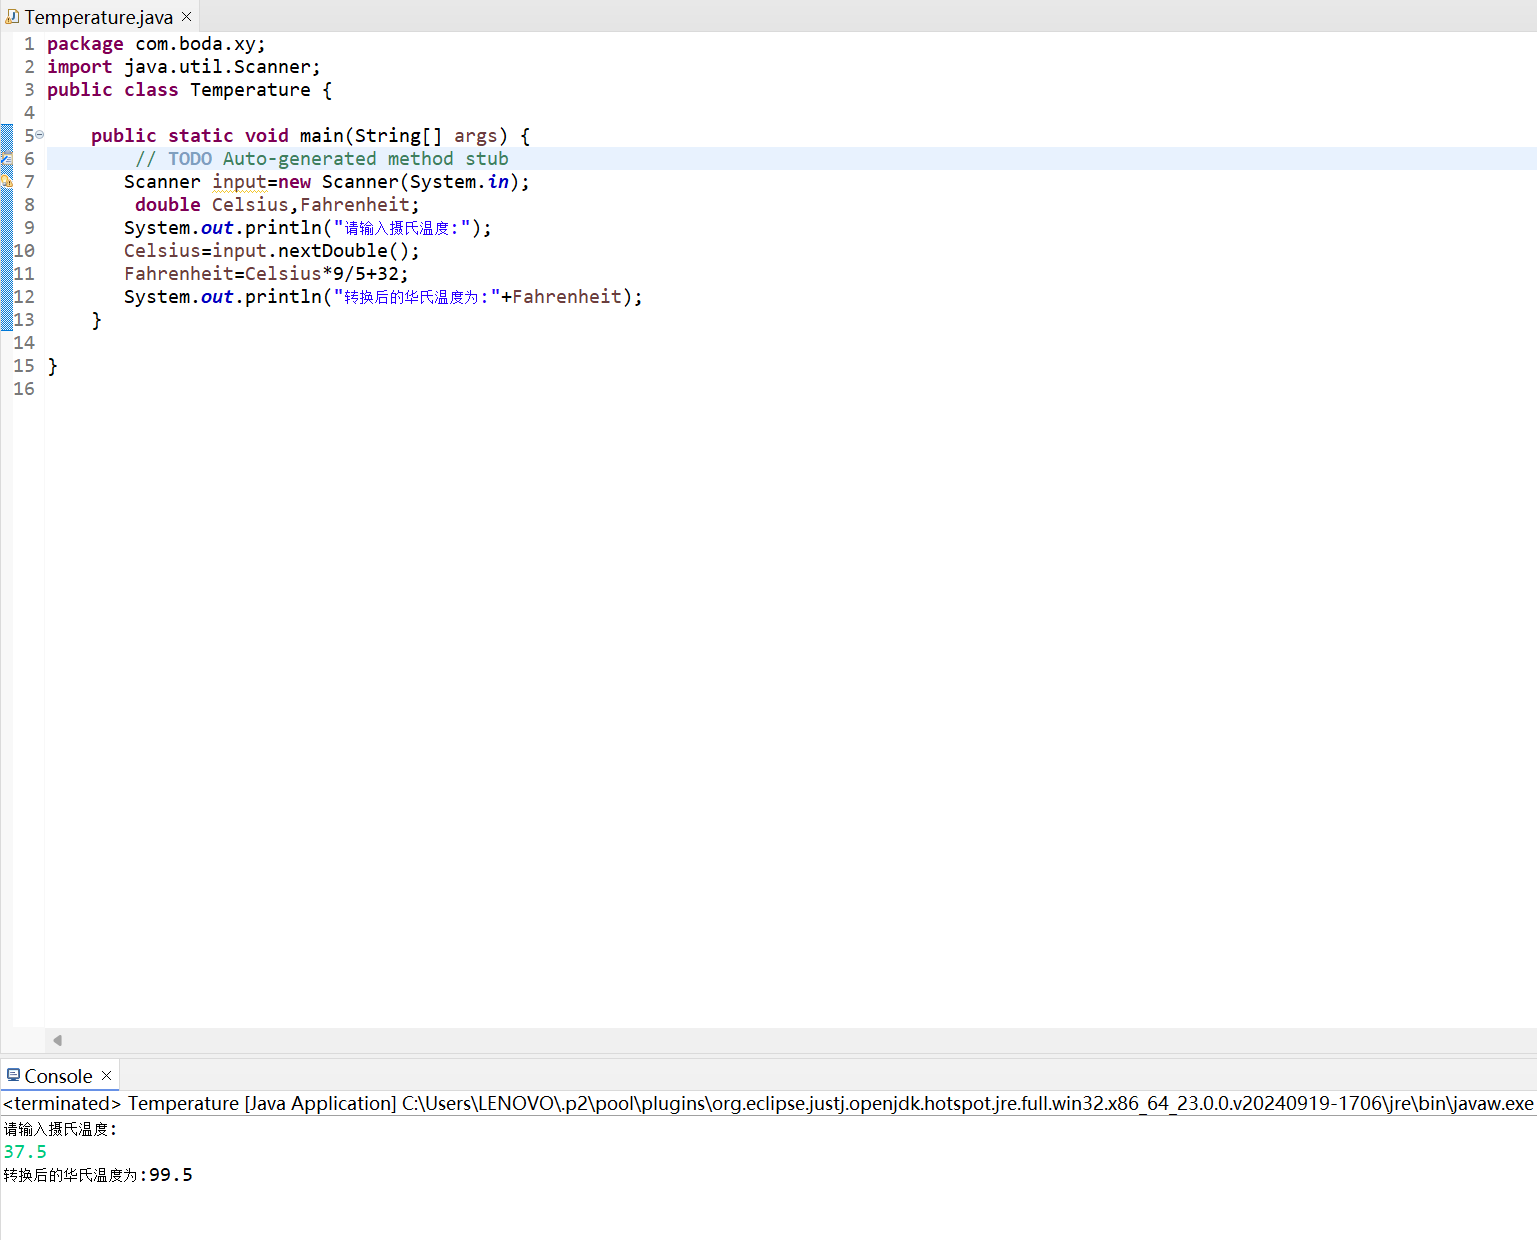 Temperature.java
1 package com.boda.xy;
2 import java.util.Scanner;
3 public class Temperature {
4
5 public static void main(String[] args) {
6 // TODO Auto-generated method stub
7 Scanner input=new Scanner(System.in);
8 double Celsius,Fahrenheit;
9 System.out.println("请输入摄氏温度:");
10 Celsius=input.nextDouble();
11 Fahrenheit=Celsius*9/5+32;
12 System.out.println("转换后的华氏温度为:"+Fahrenheit);
13 }
14
15 }
16
Console
<terminated> Temperature [Java Application] C:\Users\LENOVO\.p2\pool\plugins\org.eclipse.justj.openjdk.hotspot.jre.full.win32.x86_64_23.0.0.v20240919-1706\jre\bin\javaw.exe
请输入摄氏温度:
37.5
转换后的华氏温度为:99.5